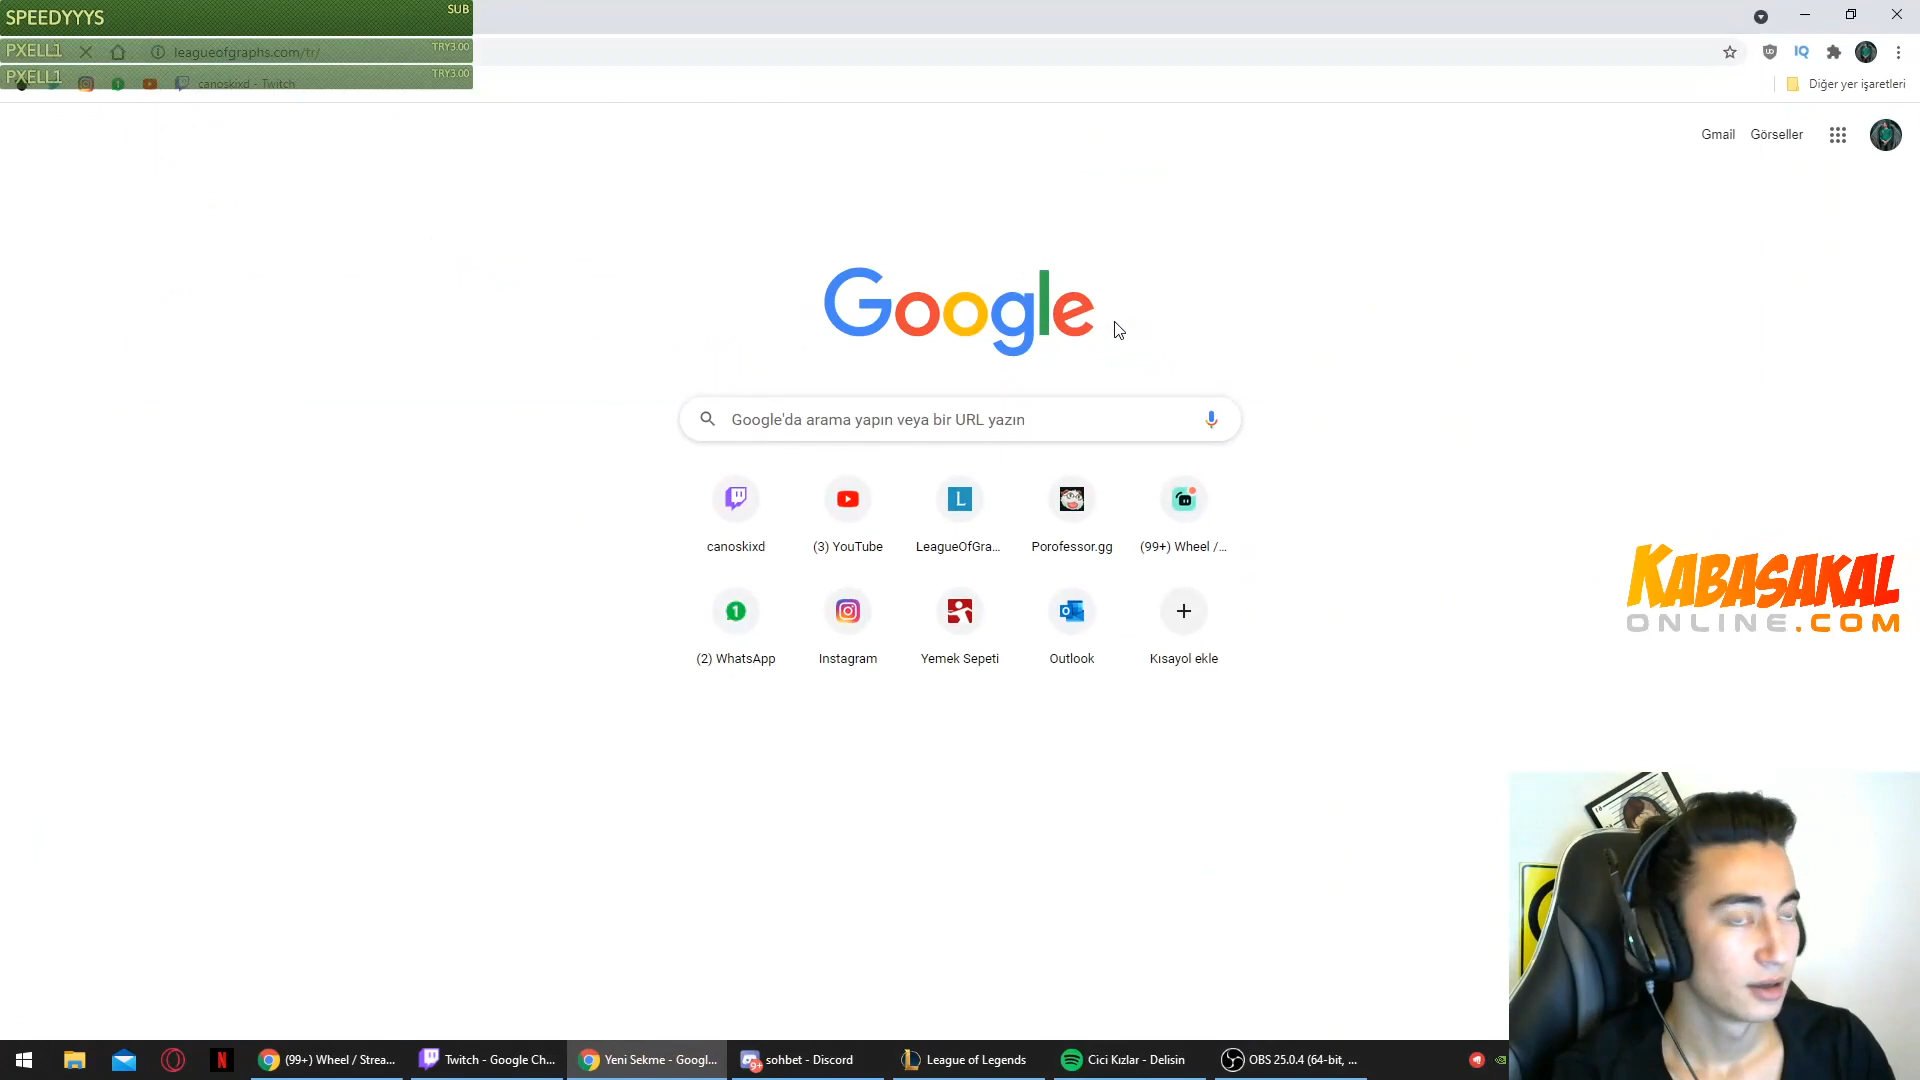 SPEEDYYYS SUB
PXELL1 leagueofgraphs.com/tr/ TRY3.00
PXELL1 canoskixd - Twitch TRY3.00
Diğer yer işaretleri
Gmail Görseller
Google
Google'da arama yapın veya bir URL yazın
canoskixd (3) YouTube LeagueOfGra... Porofessor.gg (99+) Wheel /...
(2) WhatsApp Instagram Yemek Sepeti Outlook Kısayol ekle
KABASAKAL
ONLINE.COM
(99+) Wheel / Strea... Twitch - Google Ch... Yeni Sekme - Googl... sohbet - Discord League of Legends Cici Kızlar - Delisin OBS 25.0.4 (64-bit, ...